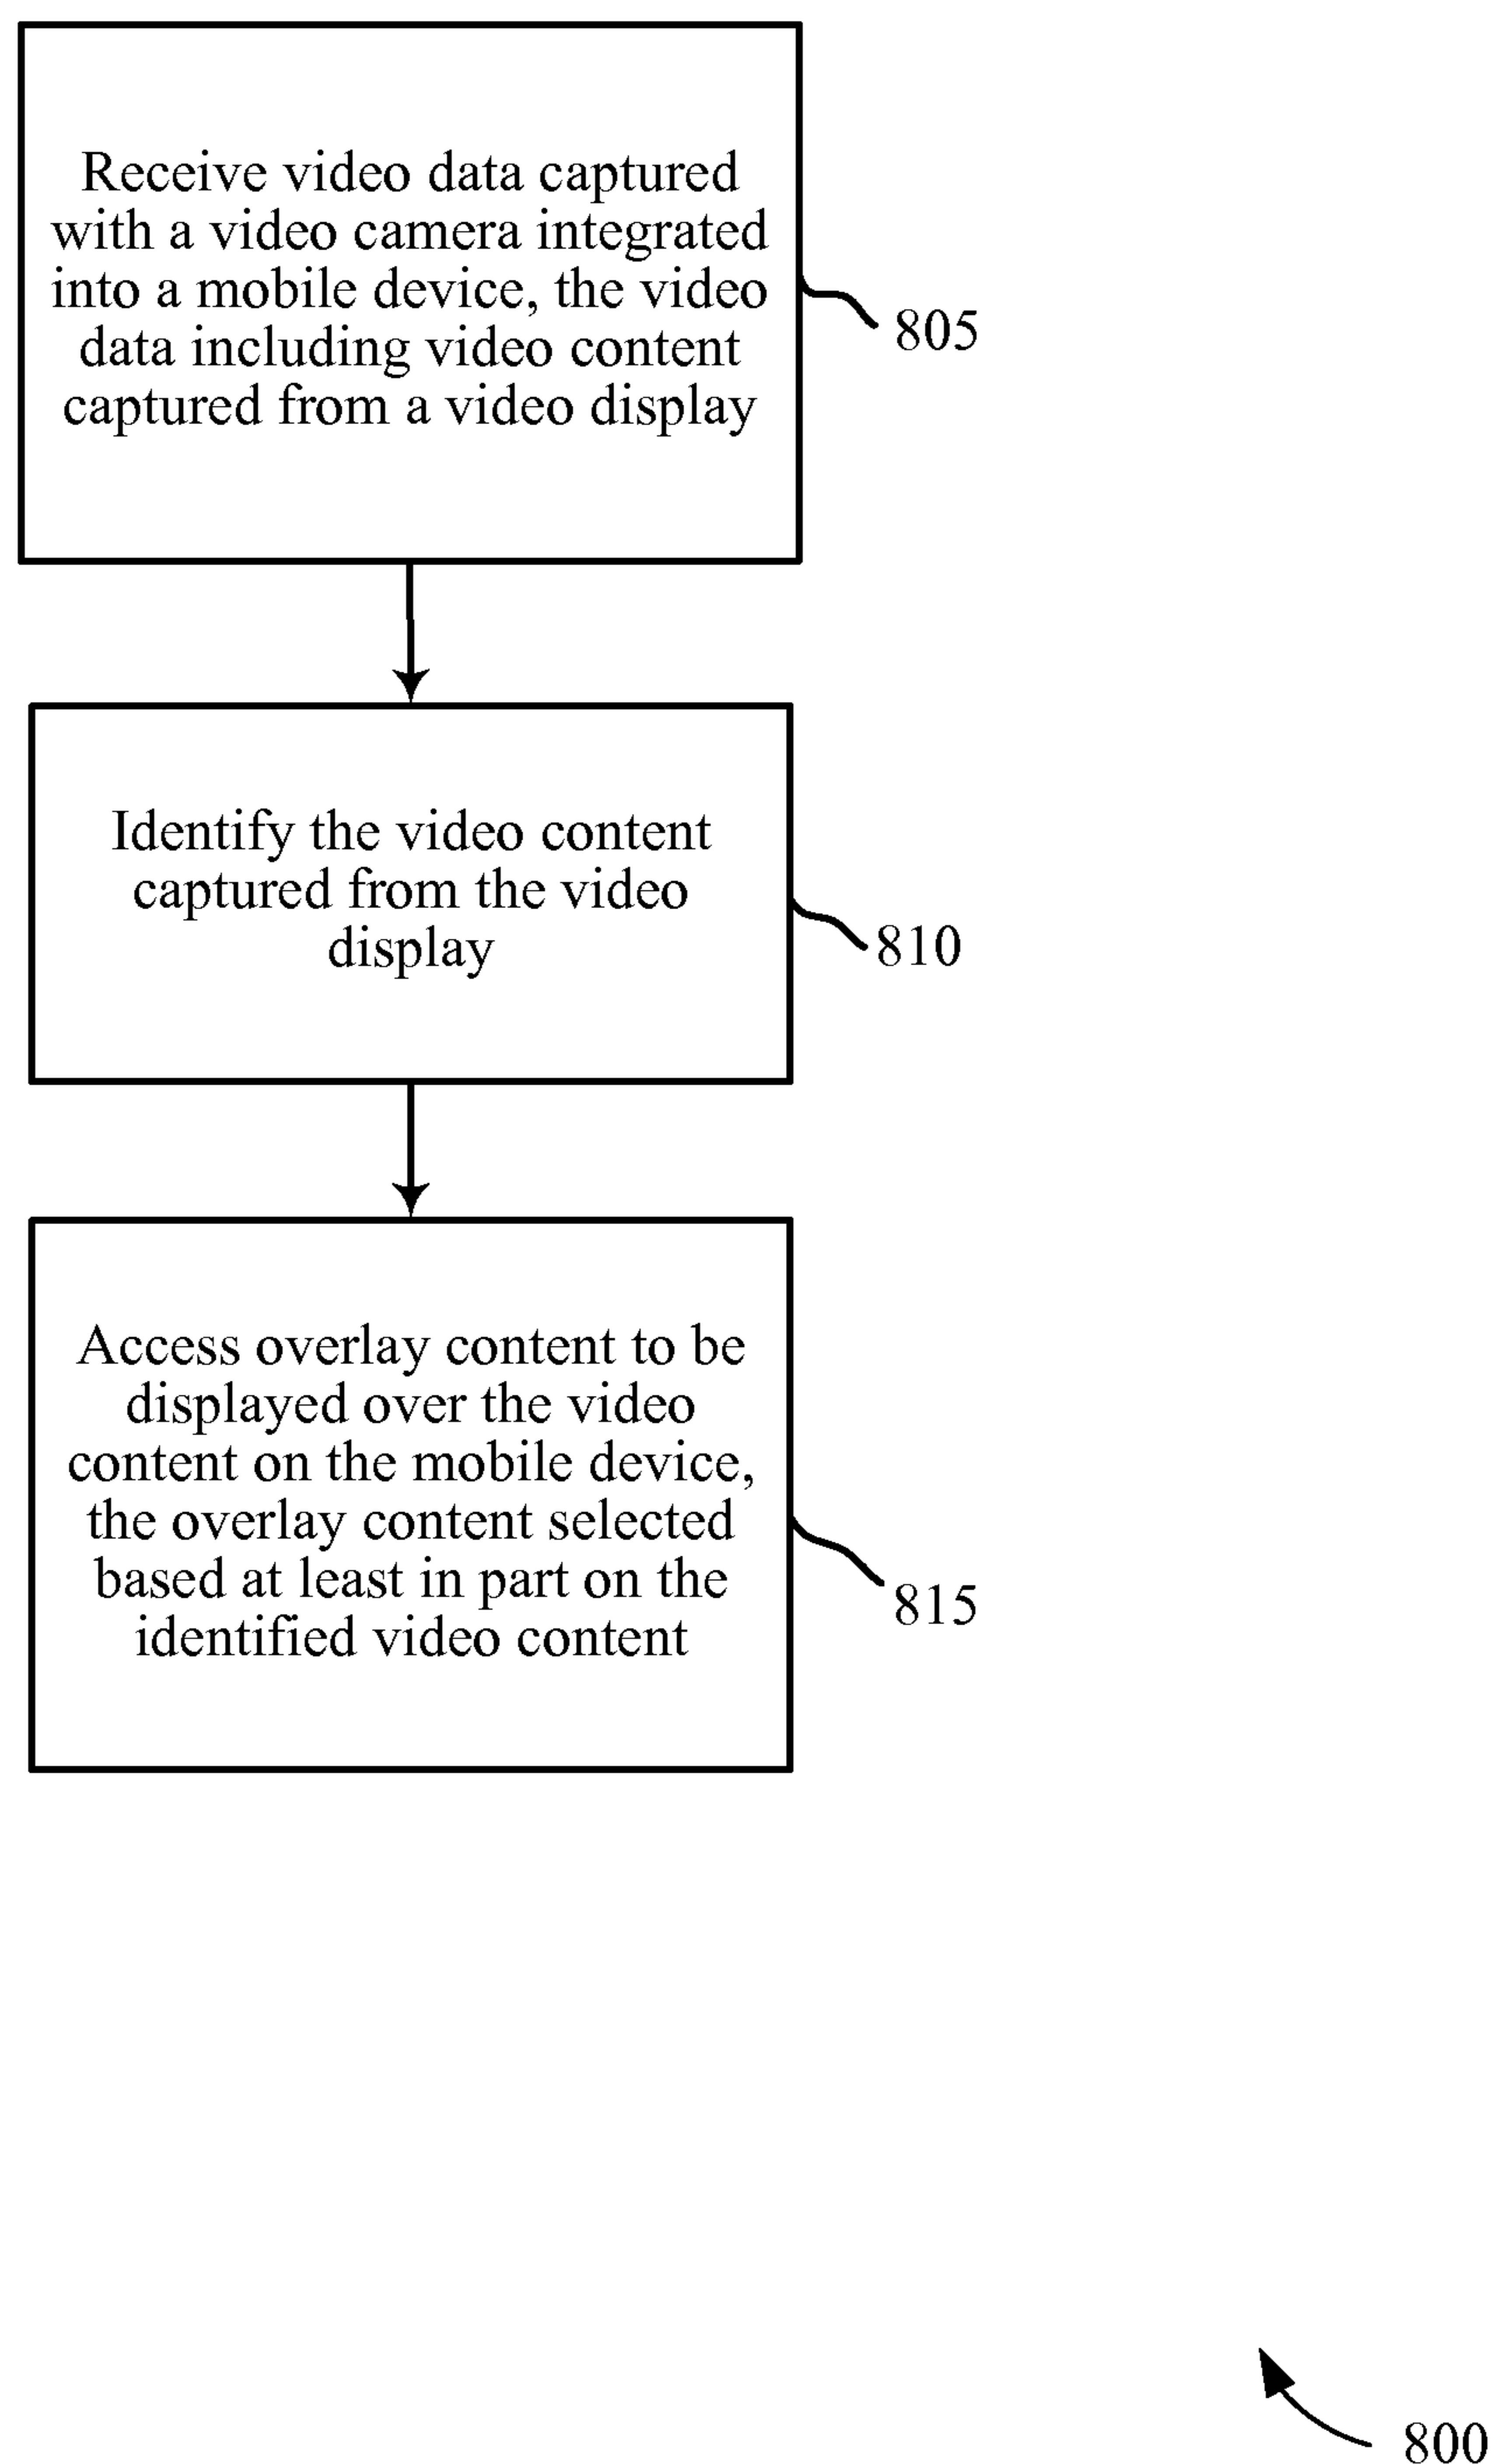 Receive video data captured
with a video camera integrated
into a mobile device, the video
data including video content
captured from a video display
805
Identify the video content
captured from the video
display
810
Access overlay content to be
displayed over the video
content on the mobile device,
the overlay content selected
based at least in part on the
identified video content
815
800